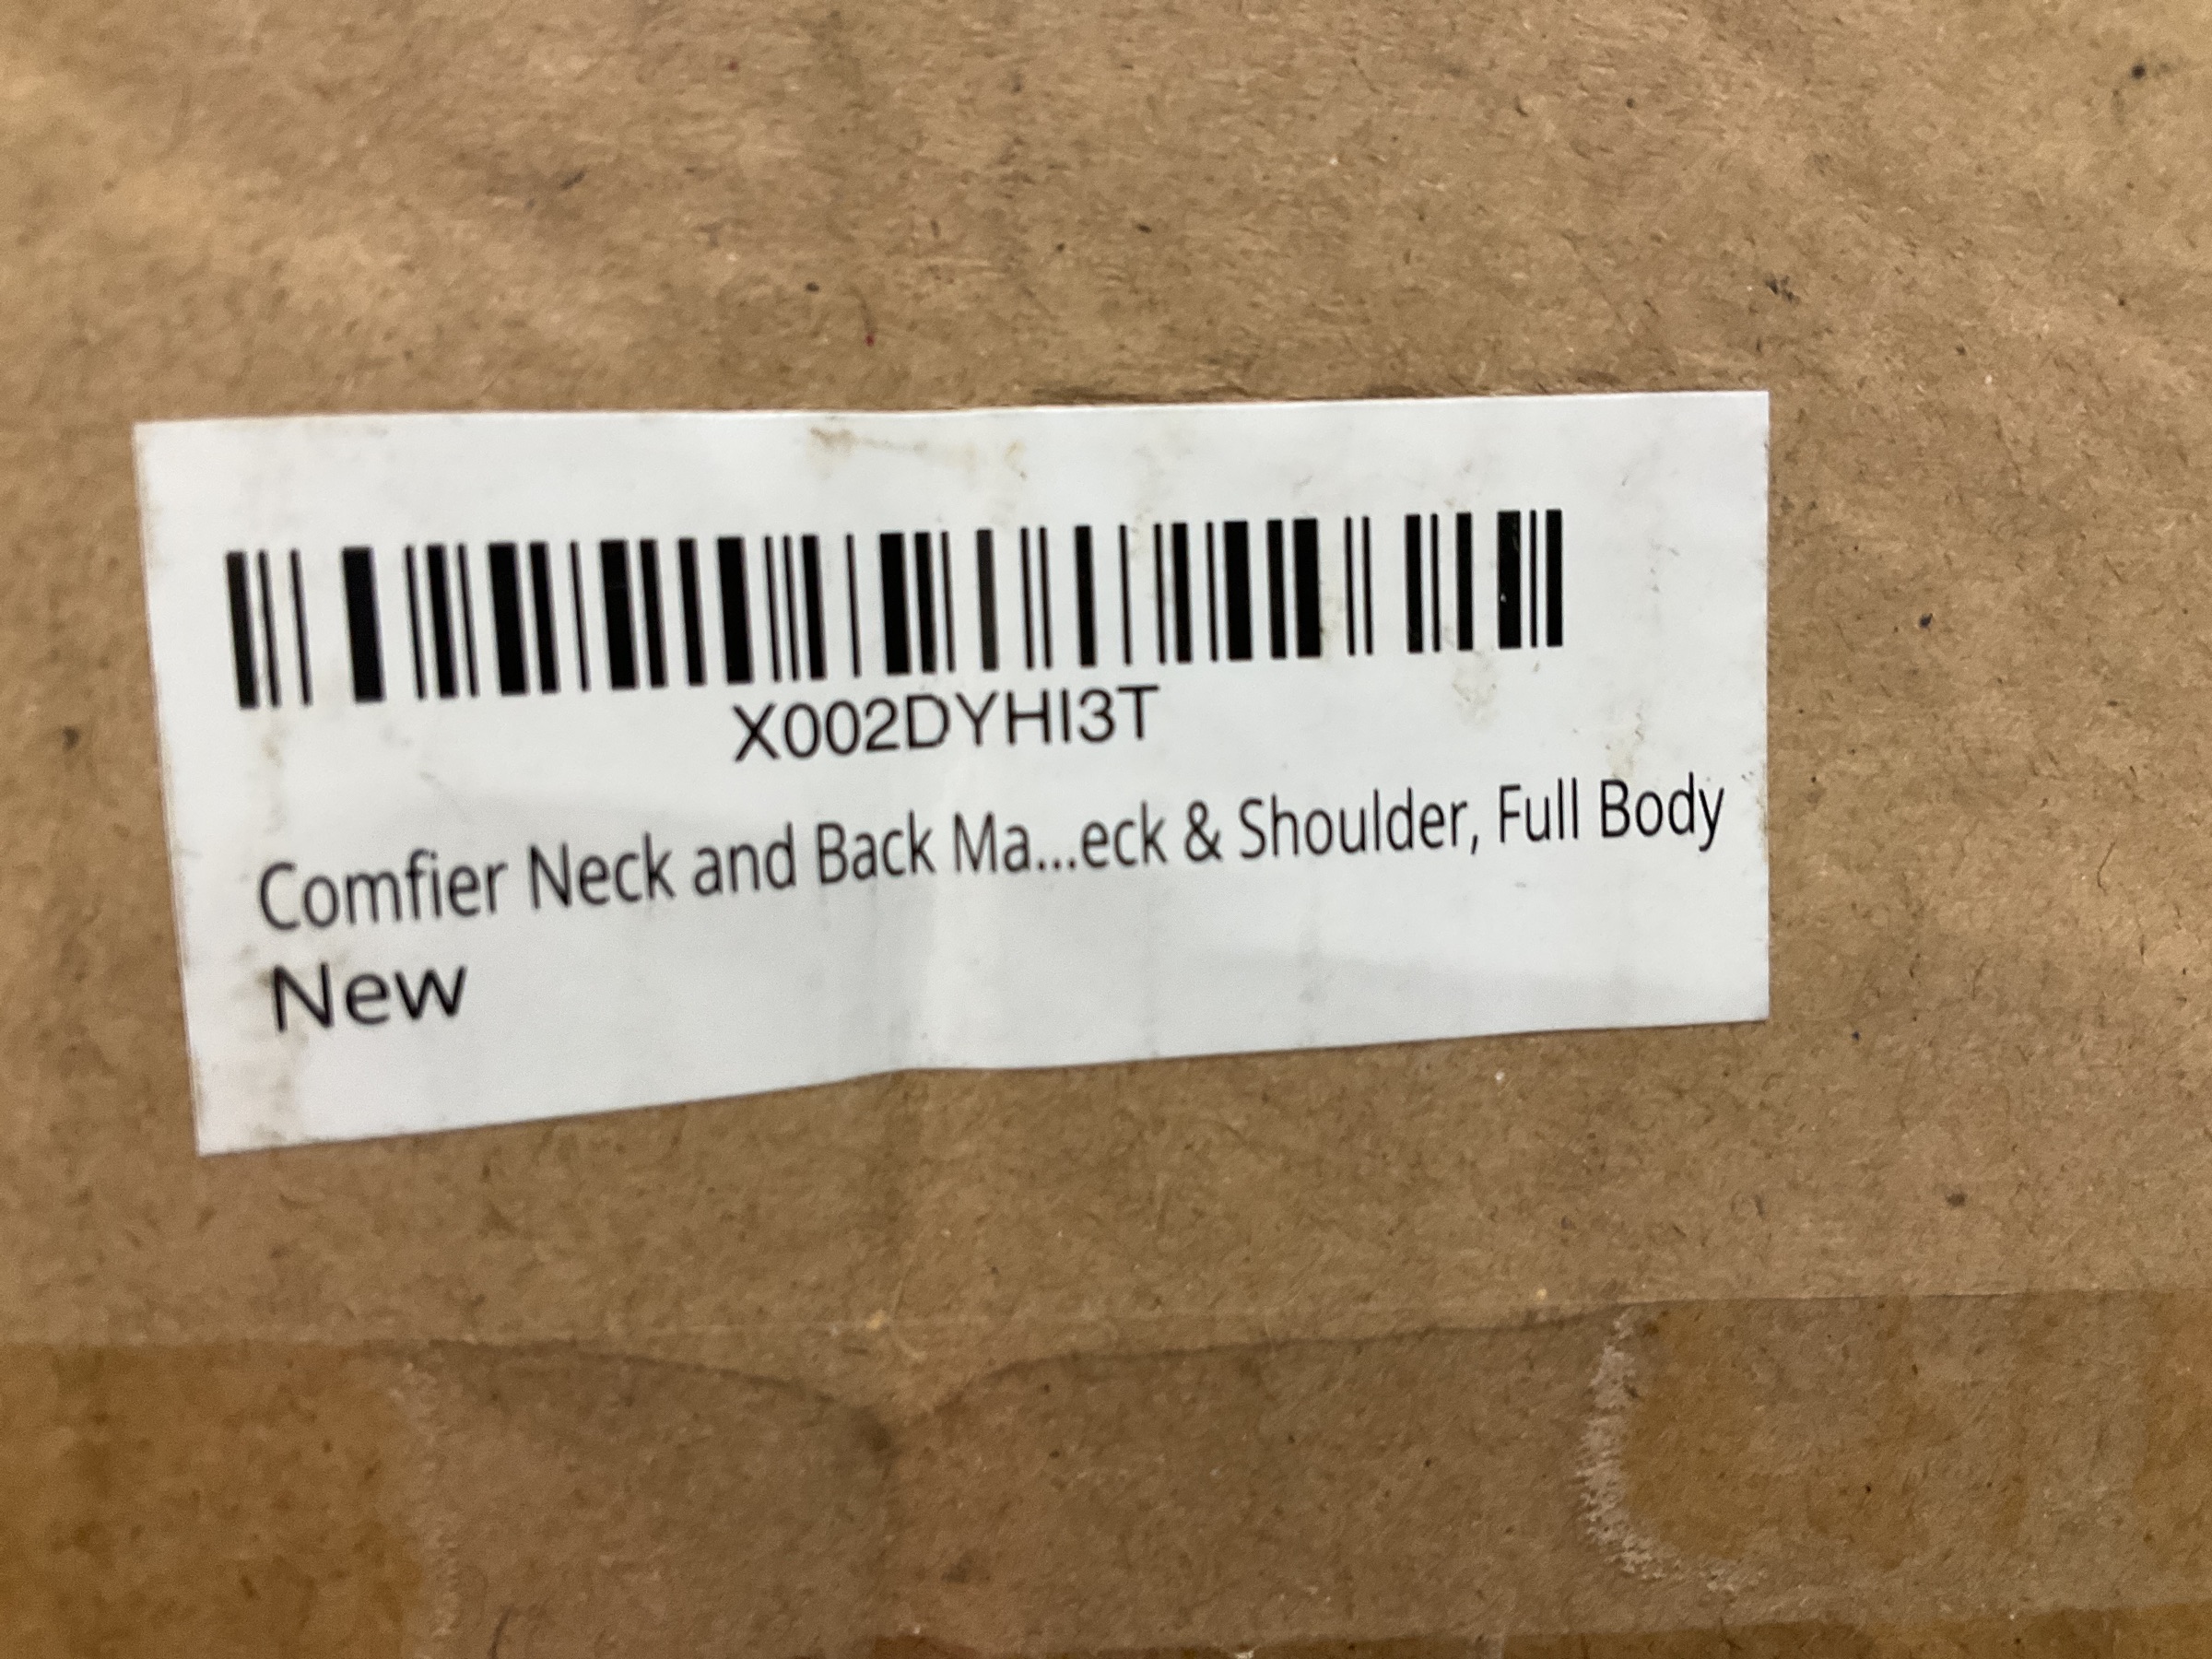 X002DYHI3T
Comfier Neck and Back Ma...eck & Shoulder, Full Body
New